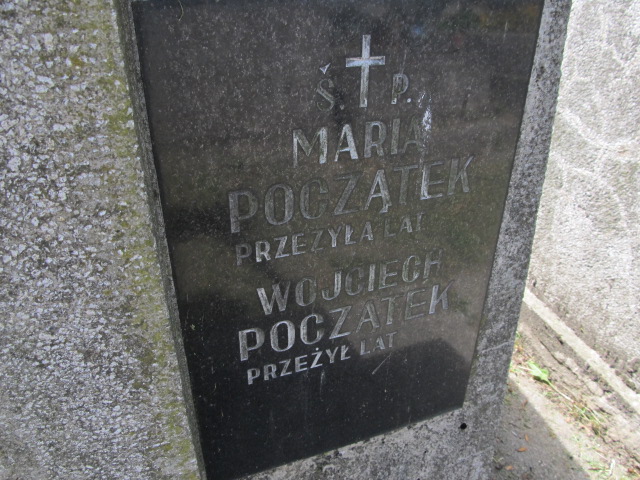 Ś. P.
MARIA
POCZĄTEK
PRZEŻYŁA LAT
WOJCIECH
POCZĄTEK
PRZEŻYŁ LAT